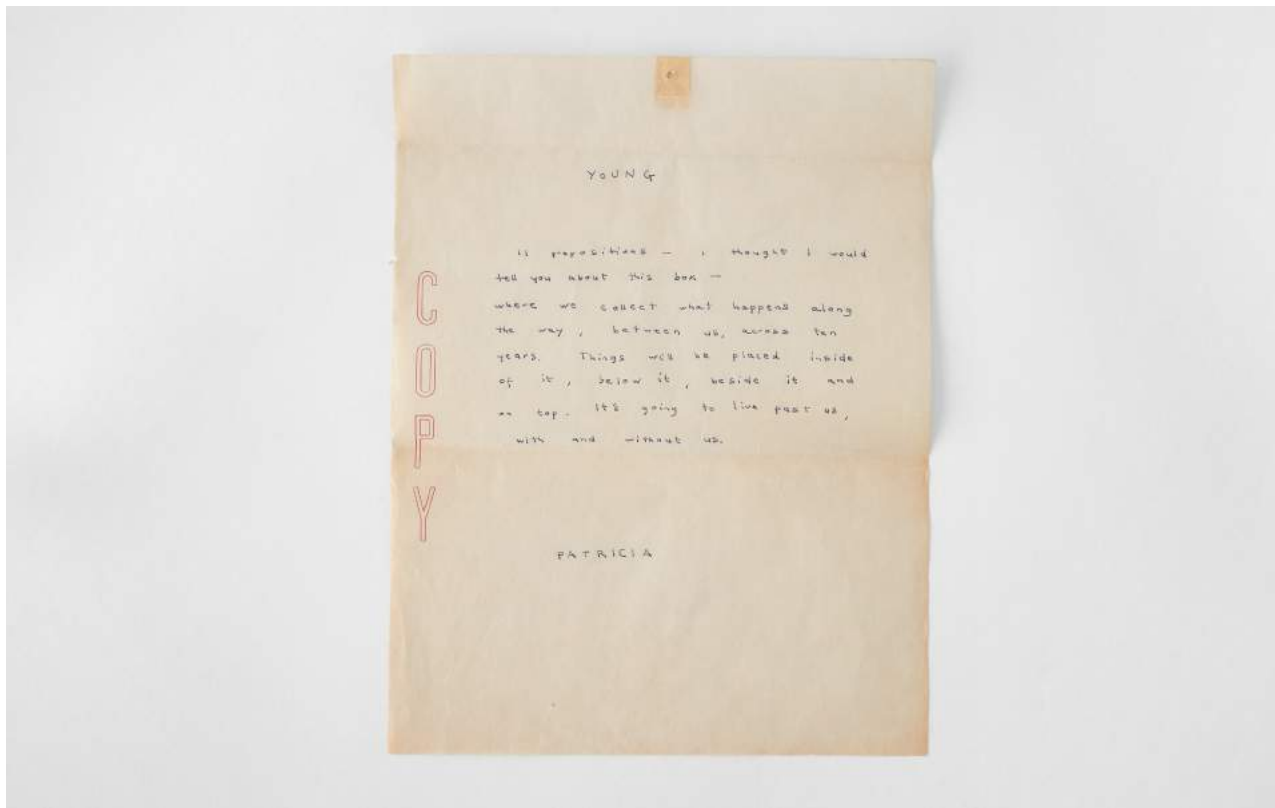 YOUNG
is propositions – I thought I would
tell you about this box –
where we collect what happens along
the way, between us, across ten
years. Things will be placed inside
of it, below it, beside it and
on top. It's going to live past us,
with and without us.
PATRICIA
COPY